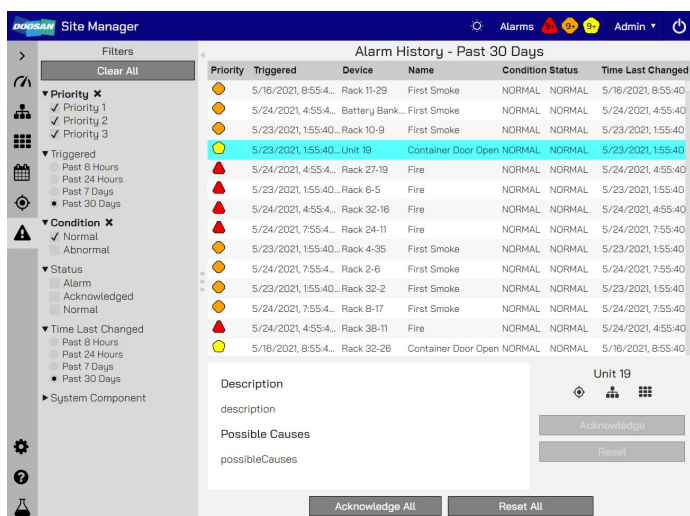 DOOSAN Site Manager
Alarms 9+ 9+ 9+ Admin
Filters
Clear All
Priority
Priority 1
Priority 2
Priority 3
Triggered
Past 8 Hours
Past 24 Hours
Past 7 Days
Past 30 Days
Condition
Normal
Abnormal
Status
Alarm
Acknowledged
Normal
Time Last Changed
Past 8 Hours
Past 24 Hours
Past 7 Days
Past 30 Days
System Component
Alarm History - Past 30 Days
Priority Triggered Device Name Condition Status Time Last Changed
5/16/2021, 8:55:4... Rack 11-29 First Smoke NORMAL NORMAL 5/16/2021, 8:55:40
5/24/2021, 4:55:4... Battery Bank... First Smoke NORMAL NORMAL 5/24/2021, 4:55:40
5/23/2021, 1:55:40... Rack 10-9 First Smoke NORMAL NORMAL 5/23/2021, 1:55:40
5/23/2021, 1:55:40... Unit 19 Container Door Open NORMAL NORMAL 5/23/2021, 1:55:40
5/24/2021, 4:55:4... Rack 27-19 Fire NORMAL NORMAL 5/24/2021, 4:55:40
5/23/2021, 1:55:40... Rack 6-5 Fire NORMAL NORMAL 5/23/2021, 1:55:40
5/24/2021, 4:55:4... Rack 32-16 Fire NORMAL NORMAL 5/24/2021, 4:55:40
5/24/2021, 7:55:4... Rack 24-11 Fire NORMAL NORMAL 5/24/2021, 7:55:40
5/23/2021, 1:55:40... Rack 4-35 First Smoke NORMAL NORMAL 5/23/2021, 1:55:40
5/24/2021, 7:55:4... Rack 2-6 First Smoke NORMAL NORMAL 5/24/2021, 7:55:40
5/23/2021, 1:55:40... Rack 32-2 First Smoke NORMAL NORMAL 5/23/2021, 1:55:40
5/24/2021, 7:55:4... Rack 8-17 First Smoke NORMAL NORMAL 5/24/2021, 7:55:40
5/24/2021, 4:55:4... Rack 38-11 Fire NORMAL NORMAL 5/24/2021, 4:55:40
5/16/2021, 8:55:4... Rack 32-26 Container Door Open NORMAL NORMAL 5/16/2021, 8:55:40
Description
description
Possible Causes
possibleCauses
Unit 19
Acknowledge
Reset
Acknowledge All Reset All